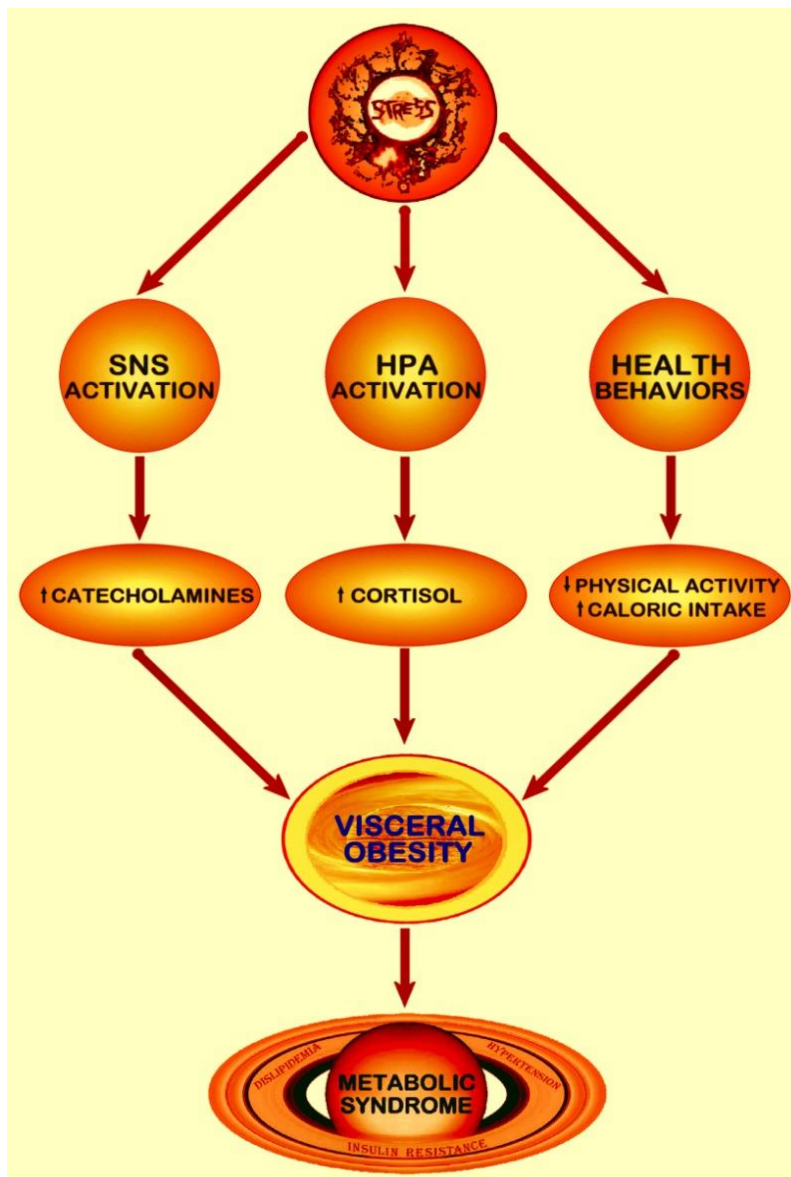 STRESS
SNS
ACTIVATION
HPA
ACTIVATION
HEALTH
BEHAVIORS
↑CATECHOLAMINES
↑ CORTISOL
↓PHYSICAL ACTIVITY
↑CALORIC INTAKE
VISCERAL
OBESITY
DISLIPIDEMIA
HYPERTENSION
METABOLIC
SYNDROME
INSULIN RESISTANCE